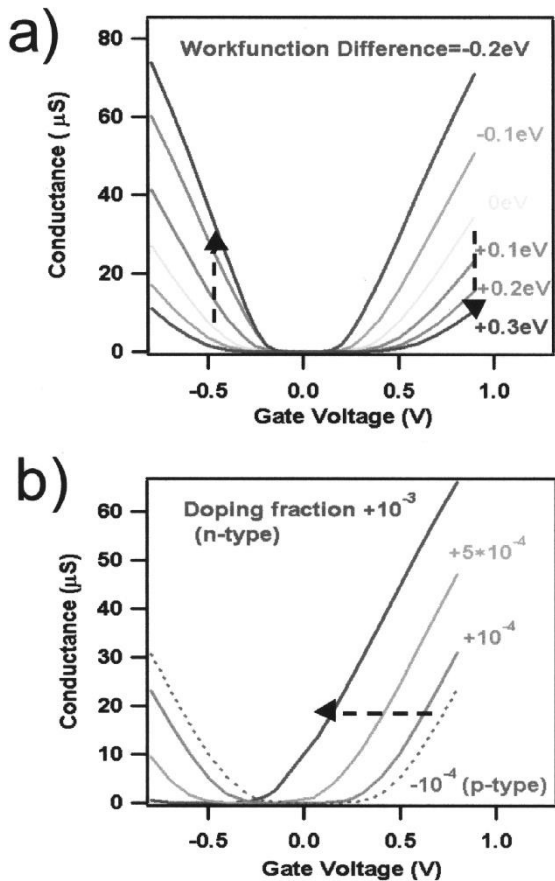 a)
Workfunction Difference=-0.2eV
80
60
40
20
0
Conductance ( μS)
-0.1eV
0eV
+0.1eV
+0.2eV
+0.3eV
-0.5
0.0
0.5
1.0
Gate Voltage (V)
b)
Doping fraction +10⁻³
(n-type)
60
50
40
30
20
10
0
Conductance (μS)
+5*10⁻⁴
+10⁻⁴
-10⁻⁴ (p-type)
-0.5
0.0
0.5
1.0
Gate Voltage (V)